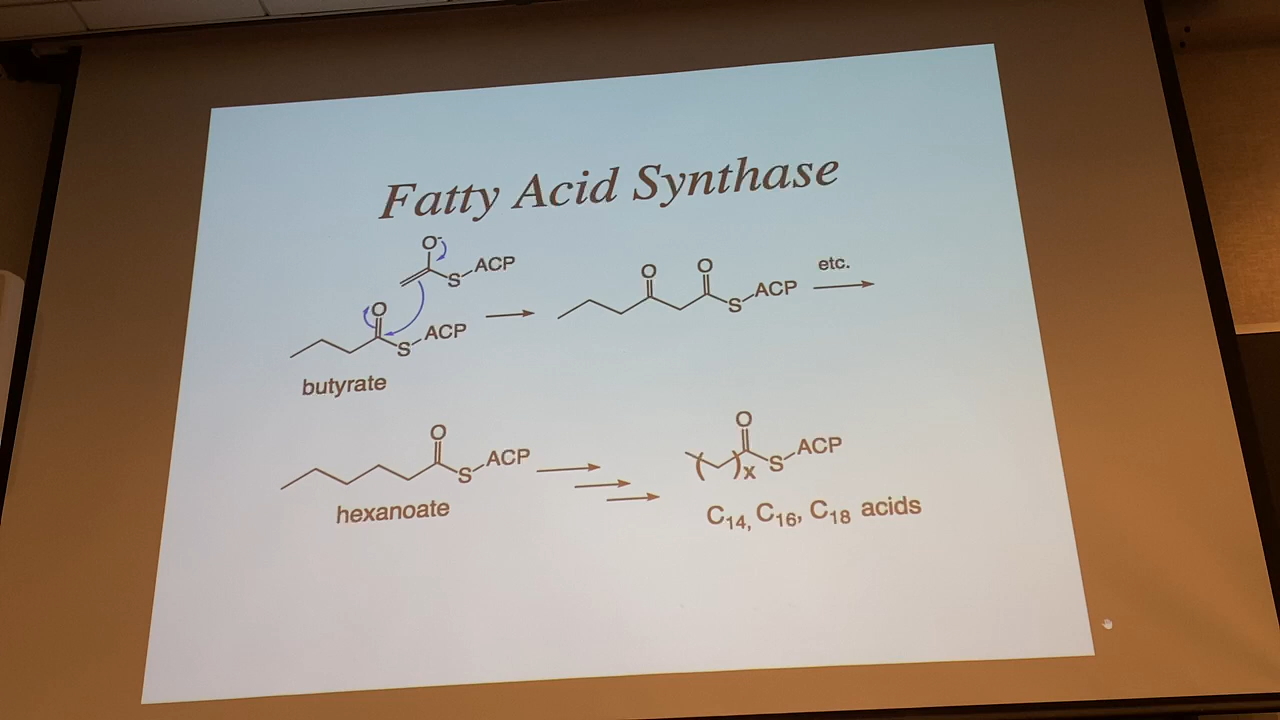 Fatty Acid Synthase
O-
S ACP
O
S ACP
butyrate
O O
S ACP
etc.
O
S ACP
hexanoate
O
S ACP
x
C14, C16, C18 acids